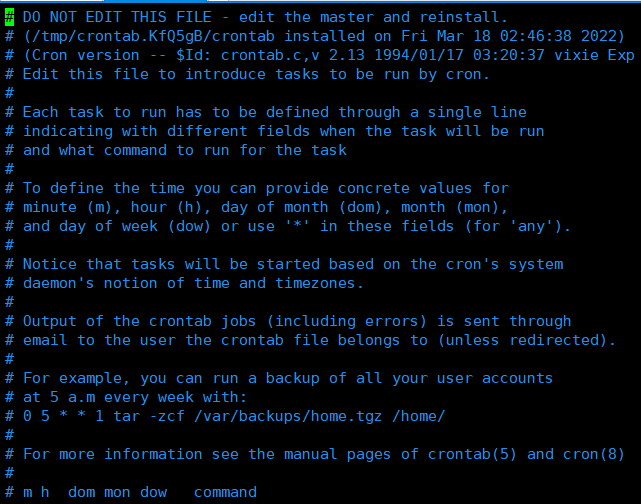 # DO NOT EDIT THIS FILE - edit the master and reinstall.
# (/tmp/crontab.KfQ5gB/crontab installed on Fri Mar 18 02:46:38 2022)
# (Cron version -- $Id: crontab.c,v 2.13 1994/01/17 03:20:37 vixie Exp
# Edit this file to introduce tasks to be run by cron.
#
# Each task to run has to be defined through a single line
# indicating with different fields when the task will be run
# and what command to run for the task
#
# To define the time you can provide concrete values for
# minute (m), hour (h), day of month (dom), month (mon),
# and day of week (dow) or use '*' in these fields (for 'any').
#
# Notice that tasks will be started based on the cron's system
# daemon's notion of time and timezones.
#
# Output of the crontab jobs (including errors) is sent through
# email to the user the crontab file belongs to (unless redirected).
#
# For example, you can run a backup of all your user accounts
# at 5 a.m every week with:
# 0 5 * * 1 tar -zcf /var/backups/home.tgz /home/
#
# For more information see the manual pages of crontab(5) and cron(8)
#
# m h  dom mon dow   command